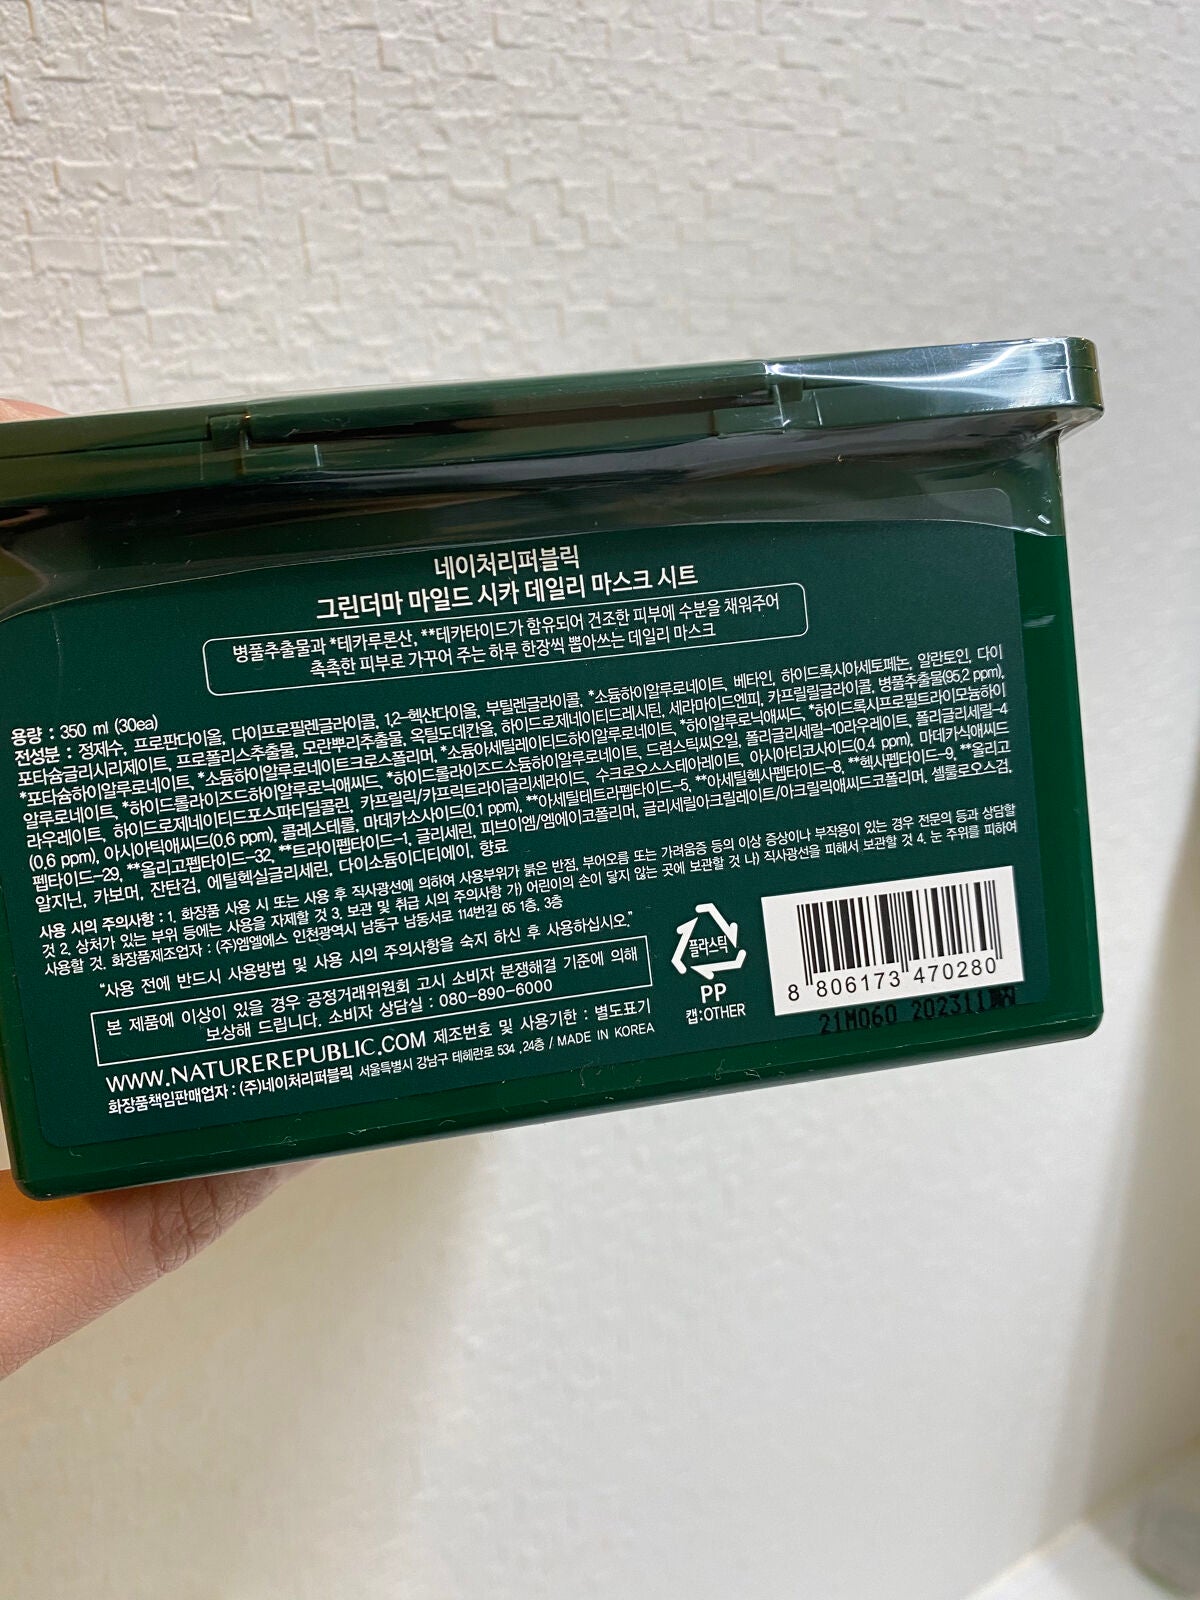 네이처리퍼블릭
그린더마 마일드 시카 데일리 마스크 시트
병풀추출물과 *테카루론산, **테카타이드가 함유되어 건조한 피부에 수분을 채워주어
촉촉한 피부로 가꾸어 주는 하루 한장씩 뽑아쓰는 데일리 마스크
용량 : 350 ml (30ea)
전성분 : 정제수, 프로판다이올, 다이프로필렌글라이콜, 1,2-헥산다이올, 부틸렌글라이콜, *소듐하이알루로네이트, 베타인, 하이드록시아세토페논, 알란토인, 다이
포타슘글리시리제이트, 프로폴리스추출물, 모란뿌리추출물, 옥틸도데칸올, 하이드로제네이티드레시틴, 세라마이드엔피, 카프릴릴글라이콜, 병풀추출물(95.2 ppm),
*포타슘하이알루로네이트, *소듐하이알루로네이트크로스폴리머, *소듐아세틸레이티드하이알루로네이트, *하이알루로닉애씨드, *하이드록시프로필트라이모늄하이
알루로네이트, *하이드롤라이즈드하이알루로닉애씨드, *하이드롤라이즈드소듐하이알루로네이트, 드럼스틱씨오일, 폴리글리세릴-10라우레이트, 폴리글리세릴-4
라우레이트, 하이드로제네이티드포스파티딜콜린, 카프릴릭/카프릭트라이글리세라이드, 수크로오스스테아레이트, 아시아티코사이드(0.4 ppm), 마데카식애씨드
(0.6 ppm), 아시아틱애씨드(0.6 ppm), 콜레스테롤, 마데카소사이드(0.1 ppm), **아세틸테트라펩타이드-5, **아세틸헥사펩타이드-8, **헥사펩타이드-9, **올리고
펩타이드-29, **올리고펩타이드-32, **트라이펩타이드-1, 글리세린, 피브이엠/엠에이코폴리머, 글리세릴아크릴레이트/아크릴릭애씨드코폴리머, 셀룰로오스검,
알지닌, 카보머, 잔탄검, 에틸헥실글리세린, 다이소듐이디티에이, 향료
사용 시의 주의사항 : 1. 화장품 사용 시 또는 사용 후 직사광선에 의하여 사용부위가 붉은 반점, 부어오름 또는 가려움증 등의 이상 증상이나 부작용이 있는 경우 전문의 등과 상담할
것 2. 상처가 있는 부위 등에는 사용을 자제할 것 3. 보관 및 취급 시의 주의사항 가) 어린이의 손이 닿지 않는 곳에 보관할 것 나) 직사광선을 피해서 보관할 것 4. 눈 주위를 피하여
사용할 것. 화장품제조업자 : (주)엠엘에스 인천광역시 남동구 남동서로 114번길 65 1층, 3층
"사용 전에 반드시 사용방법 및 사용 시의 주의사항을 숙지 하신 후 사용하십시오."
본 제품에 이상이 있을 경우 공정거래위원회 고시 소비자 분쟁해결 기준에 의해
보상해 드립니다. 소비자 상담실 : 080-890-6000
WWW.NATUREREPUBLIC.COM 제조번호 및 사용기한 : 별도표기
화장품책임판매업자 : (주)네이처리퍼블릭 서울특별시 강남구 테헤란로 534 , 24층 / MADE IN KOREA
플라스틱
PP
캡:OTHER
8 806173 470280
21M060 202311